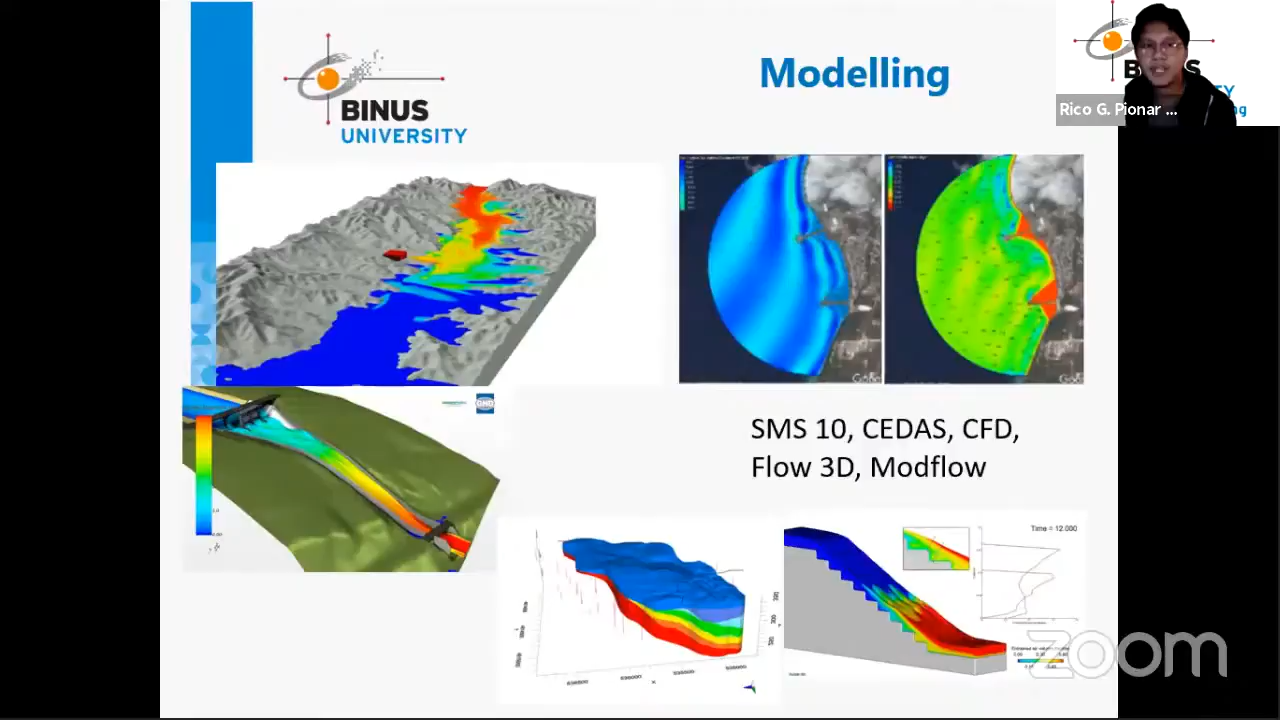 BINUS
UNIVERSITY
Modelling
Rico G. Pionar ...
SMS 10, CEDAS, CFD,
Flow 3D, Modflow
Time = 12.000
zoom